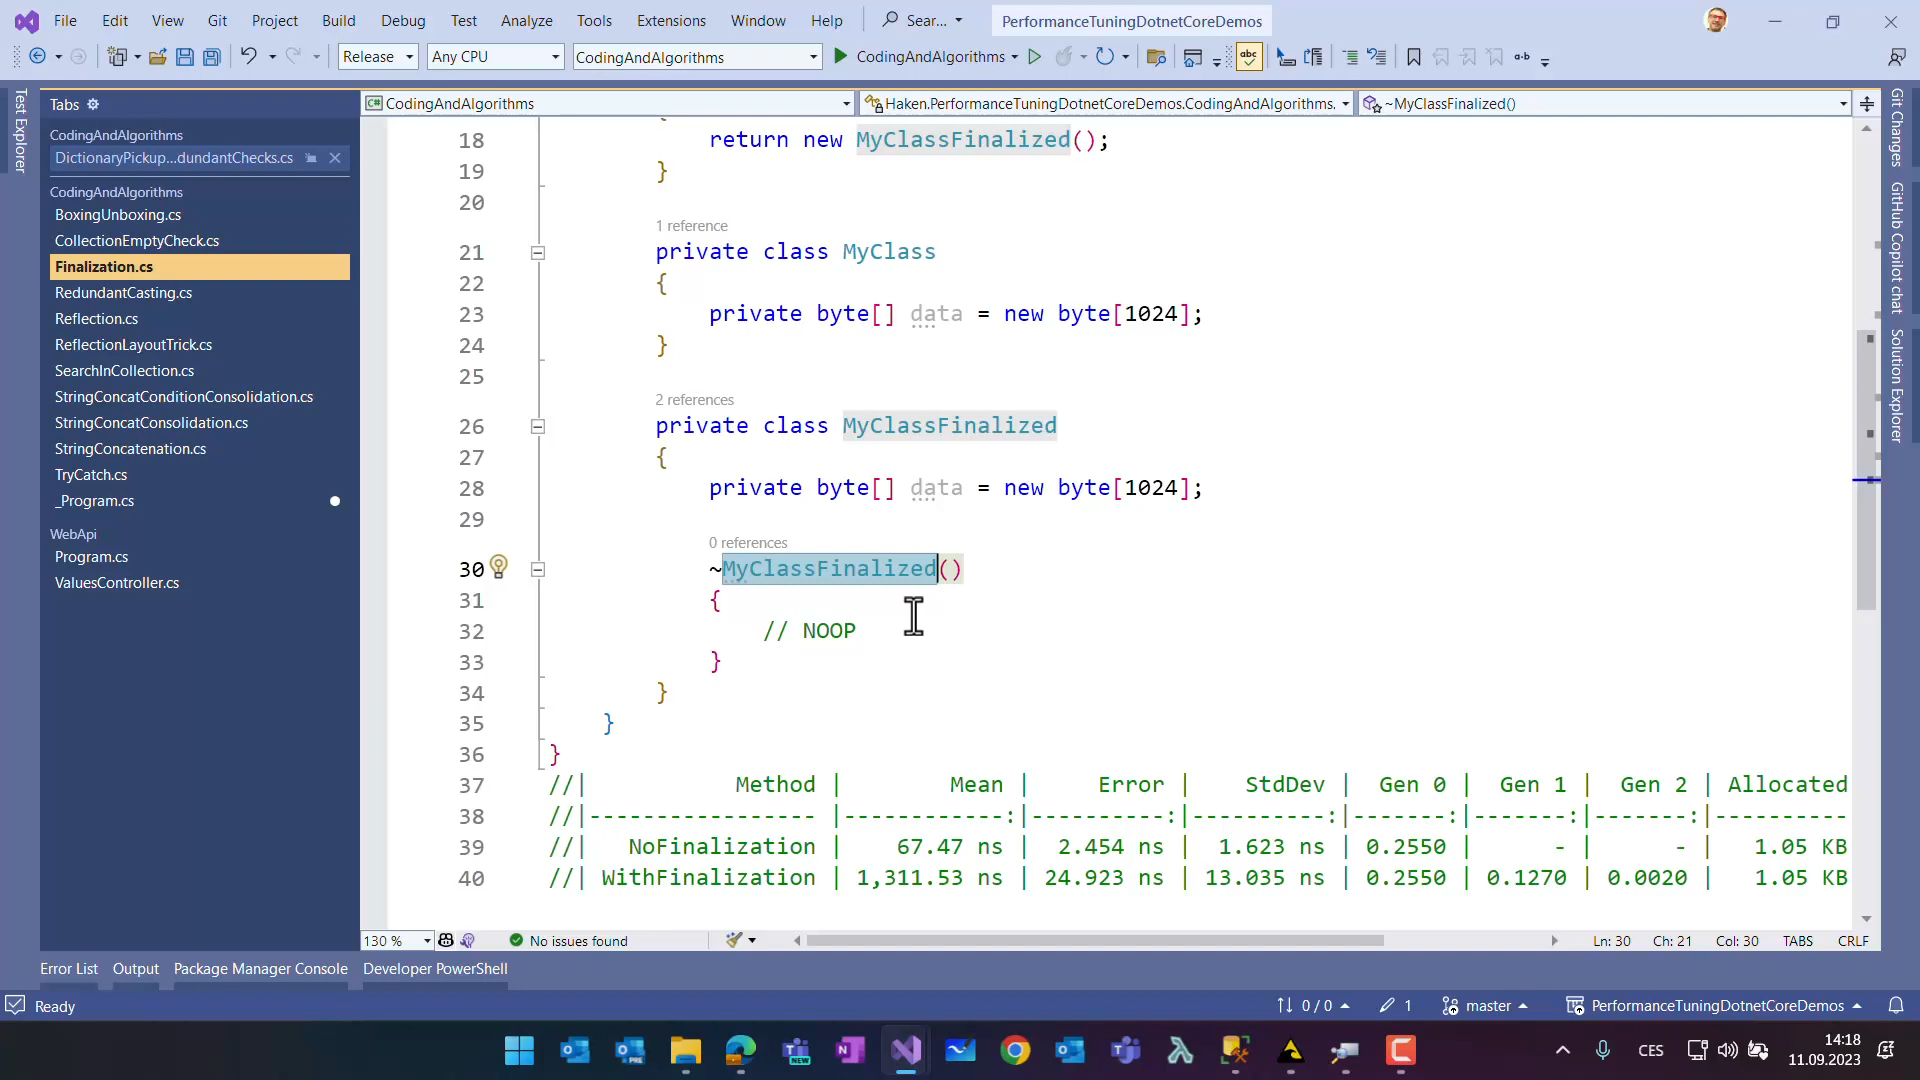 File Edit View Git Project Build Debug Test Analyze Tools Extensions Window Help Sear... PerformanceTuningDotnetCoreDemos
Release Any CPU CodingAndAlgorithms CodingAndAlgorithms
Test Explorer
Tabs
CodingAndAlgorithms
DictionaryPickup...dundantChecks.cs
CodingAndAlgorithms
BoxingUnboxing.cs
CollectionEmptyCheck.cs
Finalization.cs
RedundantCasting.cs
Reflection.cs
ReflectionLayoutTrick.cs
SearchInCollection.cs
StringConcatConditionConsolidation.cs
StringConcatConsolidation.cs
StringConcatenation.cs
TryCatch.cs
_Program.cs
WebApi
Program.cs
ValuesController.cs
CodingAndAlgorithms Haken.PerformanceTuningDotnetCoreDemos.CodingAndAlgorithms. ~MyClassFinalized()
18 return new MyClassFinalized();
19 }
20
1 reference
21 private class MyClass
22 {
23 private byte[] data = new byte[1024];
24 }
25
2 references
26 private class MyClassFinalized
27 {
28 private byte[] data = new byte[1024];
29
0 references
30 ~MyClassFinalized()
31 {
32 // NOOP
33 }
34 }
35 }
36 }
37 //| Method | Mean | Error | StdDev | Gen 0 | Gen 1 | Gen 2 | Allocated
38 //|----------------- |------------:|----------:|----------:|-------:|-------:|-------:|----------
39 //| NoFinalization | 67.47 ns | 2.454 ns | 1.623 ns | 0.2550 | - | - | 1.05 KB
40 //| WithFinalization | 1,311.53 ns | 24.923 ns | 13.035 ns | 0.2550 | 0.1270 | 0.0020 | 1.05 KB
Git Changes
GitHub Copilot chat
Solution Explorer
130 % No issues found Ln: 30 Ch: 21 Col: 30 TABS CRLF
Error List Output Package Manager Console Developer PowerShell
Ready 0 / 0 1 master PerformanceTuningDotnetCoreDemos
CES 14:18
11.09.2023